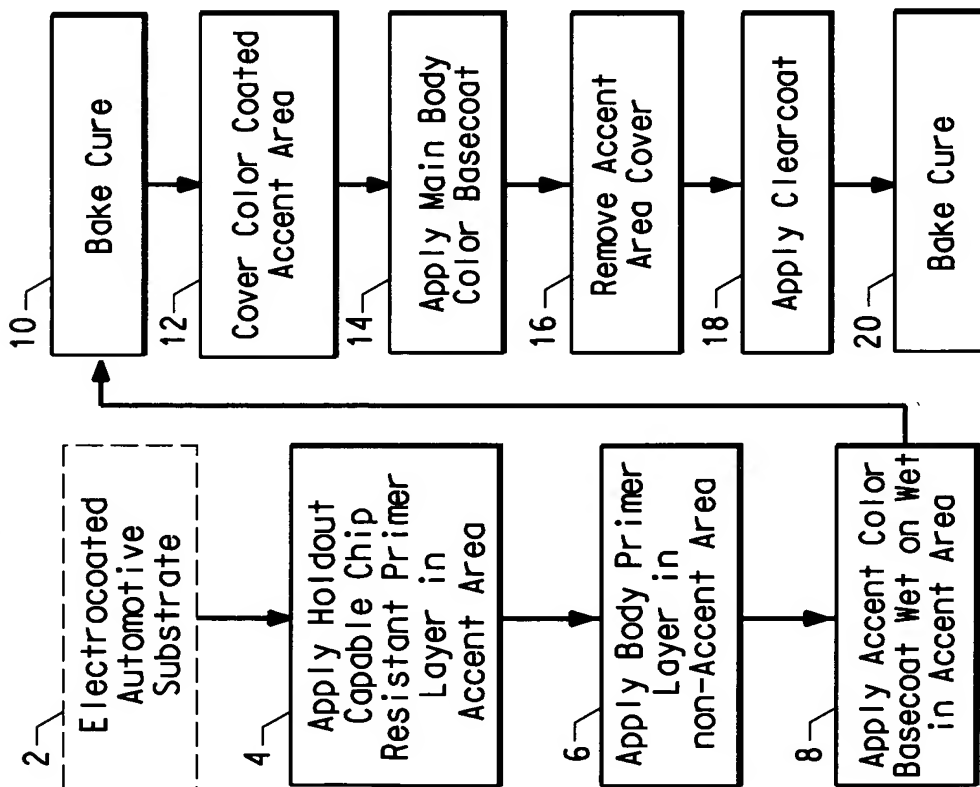 2
Electrocoated
Automotive
Substrate
4
Apply Holdout
Capable Chip
Resistant Primer
Layer in
Accent Area
6
Apply Body Primer
Layer in
non-Accent Area
8
Apply Accent Color
Basecoat Wet on Wet
in Accent Area
10
Bake Cure
12
Cover Color Coated
Accent Area
14
Apply Main Body
Color Basecoat
16
Remove Accent
Area Cover
18
Apply Clearcoat
20
Bake Cure